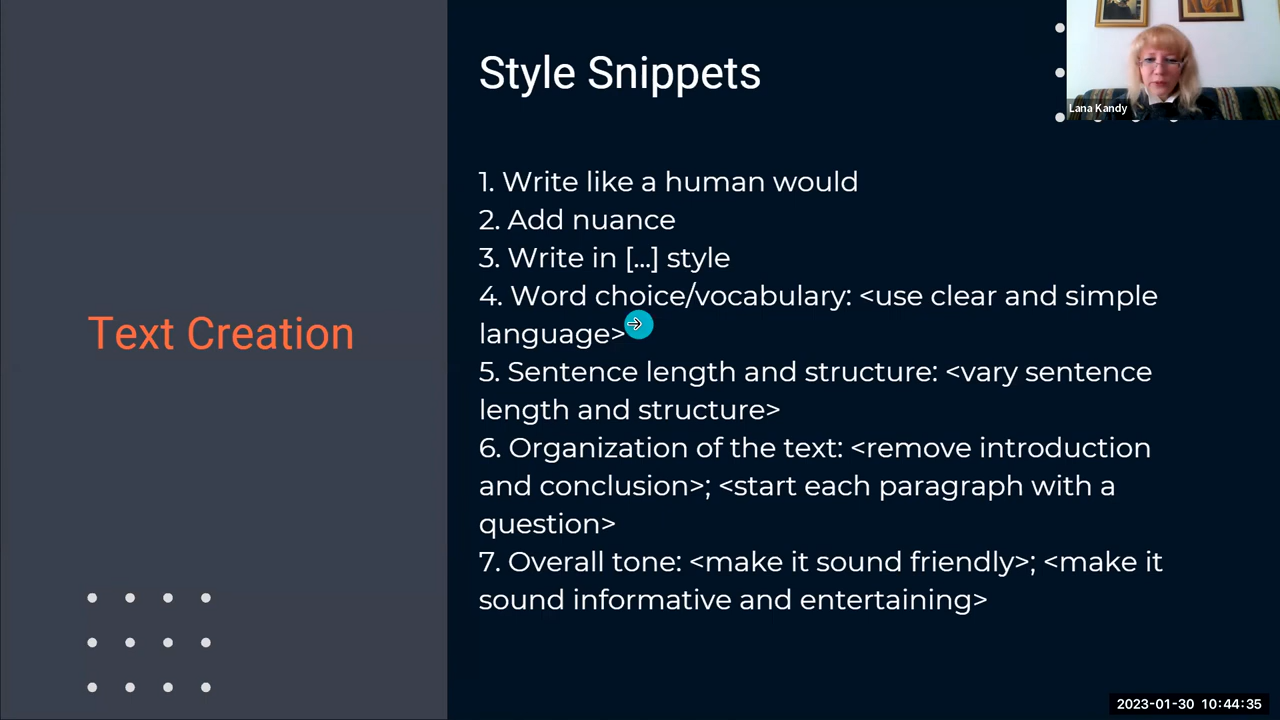 Style Snippets
Lana Kandy
1. Write like a human would
2. Add nuance
3. Write in [...] style
4. Word choice/vocabulary: <use clear and simple
language>
5. Sentence length and structure: <vary sentence
length and structure>
6. Organization of the text: <remove introduction
and conclusion>; <start each paragraph with a
question>
7. Overall tone: <make it sound friendly>; <make it
sound informative and entertaining>
Text Creation
2023-01-30 10:44:35